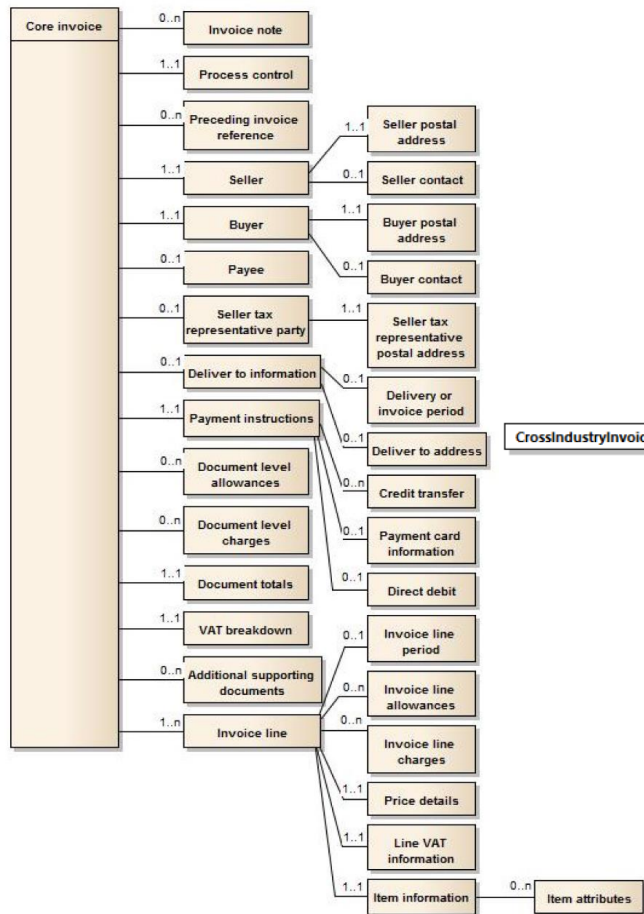 Core invoice
0..n
Invoice note
1..1
Process control
0..n
Preceding invoice
reference
1..1
Seller
1..1
Seller postal
address
0..1
Seller contact
1..1
Buyer
1..1
Buyer postal
address
0..1
Buyer contact
0..1
Payee
0..1
Seller tax
representative party
1..1
Seller tax
representative
postal address
0..1
Deliver to information
0..1
Delivery or
invoice period
0..1
Deliver to address
CrossIndustryInvoic
1..1
Payment instructions
0..n
Credit transfer
0..1
Payment card
information
0..1
Direct debit
0..n
Document level
allowances
0..n
Document level
charges
1..1
Document totals
1..1
VAT breakdown
0..n
Additional supporting
documents
1..n
Invoice line
0..1
Invoice line
period
0..n
Invoice line
allowances
0..n
Invoice line
charges
1..1
Price details
1..1
Line VAT
information
1..1
Item information
0..n
Item attributes